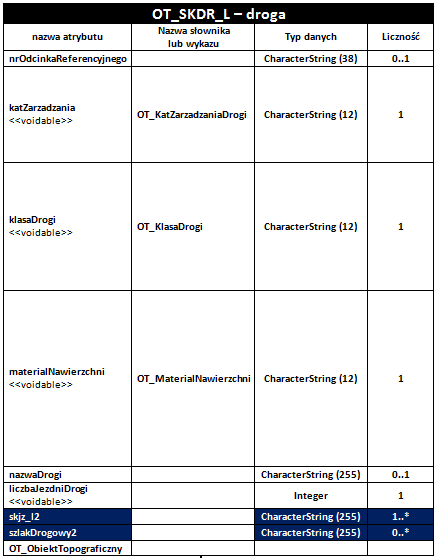 OT_SKDR_L – droga
nazwa atrybutu
Nazwa słownika
lub wykazu
Typ danych
Liczność
nrOdcinkaReferencyjnego CharacterString (38) 0..1
katZarzadzania
<<voidable>>
OT_KatZarzadzaniaDrogi CharacterString (12) 1
klasaDrogi
<<voidable>>
OT_KlasaDrogi CharacterString (12) 1
materialNawierzchni
<<voidable>>
OT_MaterialNawierzchni CharacterString (12) 1
nazwaDrogi CharacterString (255) 0..1
liczbaJezdniDrogi
<<voidable>>
Integer 1
skjz_I2 CharacterString (255) 1..*
szlakDrogowy2 CharacterString (255) 0..*
OT_ObiektTopograficzny